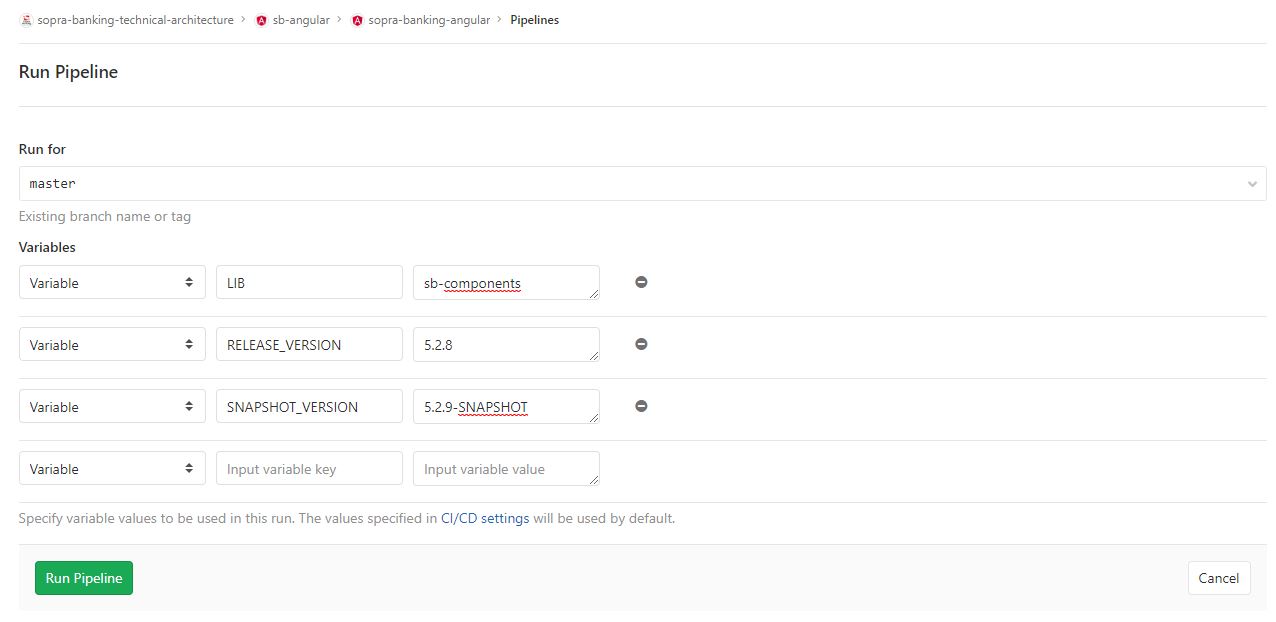 sopra-banking-technical-architecture > sb-angular > sopra-banking-angular > Pipelines
Run Pipeline
Run for
master
Existing branch name or tag
Variables
Variable LIB sb-components
Variable RELEASE_VERSION 5.2.8
Variable SNAPSHOT_VERSION 5.2.9-SNAPSHOT
Variable Input variable key Input variable value
Specify variable values to be used in this run. The values specified in CI/CD settings will be used by default.
Run Pipeline Cancel